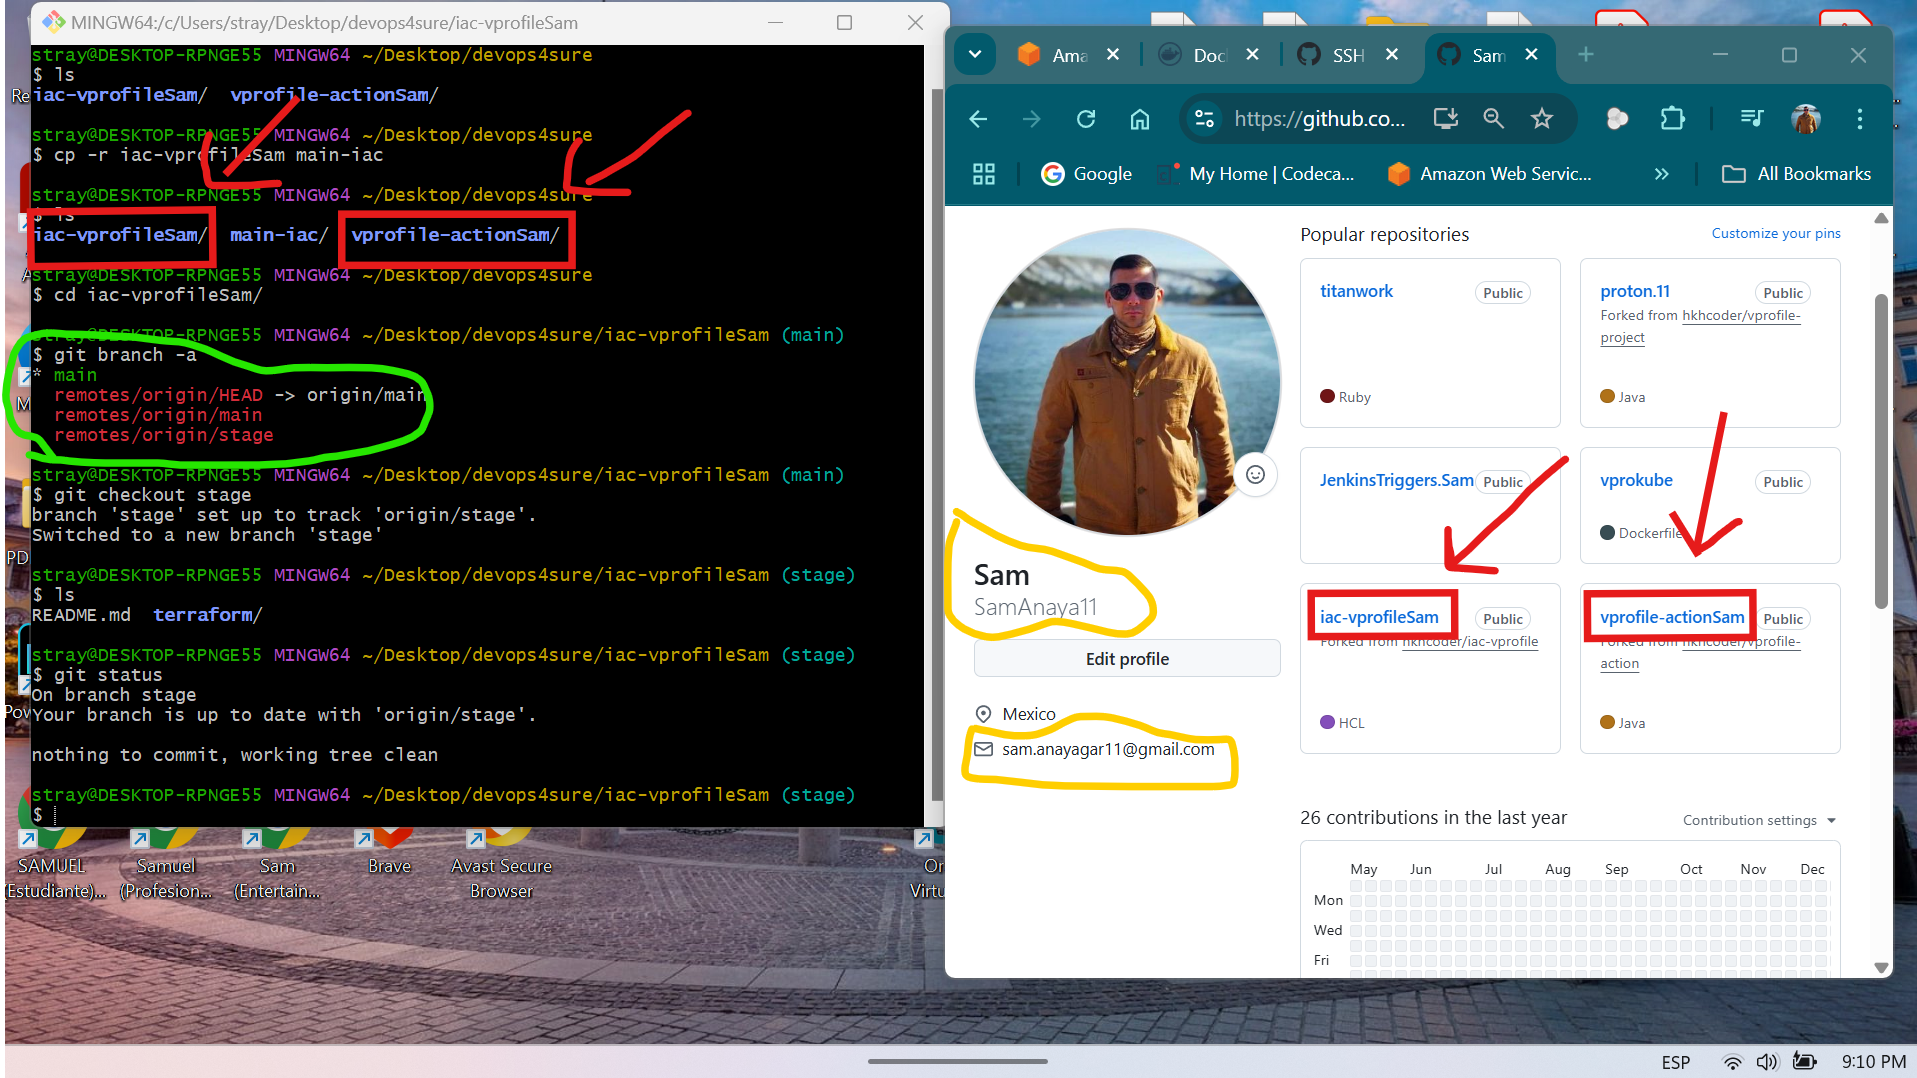 MINGW64:/c/Users/stray/Desktop/devops4sure/iac-vprofileSam
stray@DESKTOP-RPNGE55 MINGW64 ~/Desktop/devops4sure
$ ls
iac-vprofileSam/  vprofile-actionSam/
stray@DESKTOP-RPNGE55 MINGW64 ~/Desktop/devops4sure
$ cp -r iac-vprofileSam main-iac
stray@DESKTOP-RPNGE55 MINGW64 ~/Desktop/devops4sure
$ ls
iac-vprofileSam/  main-iac/  vprofile-actionSam/
stray@DESKTOP-RPNGE55 MINGW64 ~/Desktop/devops4sure
$ cd iac-vprofileSam/
stray@DESKTOP-RPNGE55 MINGW64 ~/Desktop/devops4sure/iac-vprofileSam (main)
$ git branch -a
* main
remotes/origin/HEAD -> origin/main
remotes/origin/main
remotes/origin/stage
stray@DESKTOP-RPNGE55 MINGW64 ~/Desktop/devops4sure/iac-vprofileSam (main)
$ git checkout stage
branch 'stage' set up to track 'origin/stage'.
Switched to a new branch 'stage'
stray@DESKTOP-RPNGE55 MINGW64 ~/Desktop/devops4sure/iac-vprofileSam (stage)
$ ls
README.md  terraform/
stray@DESKTOP-RPNGE55 MINGW64 ~/Desktop/devops4sure/iac-vprofileSam (stage)
$ git status
On branch stage
Your branch is up to date with 'origin/stage'.
nothing to commit, working tree clean
stray@DESKTOP-RPNGE55 MINGW64 ~/Desktop/devops4sure/iac-vprofileSam (stage)
$
SAMUEL
(Estudiante)...
Samuel
(Profesion...
Sam
(Entertain...
Brave
Avast Secure
Browser
Ama
Doc
SSH
Sam
https://github.co...
Google
My Home | Codeca...
Amazon Web Servic...
»
All Bookmarks
Sam
SamAnaya11
Edit profile
Mexico
sam.anayagar11@gmail.com
Popular repositories
Customize your pins
titanwork
Public
Ruby
proton.11
Public
Forked from hkhcoder/vprofile-
project
Java
JenkinsTriggers.Sam
Public
vprokube
Public
Dockerfile
iac-vprofileSam
Public
Forked from hkhcoder/iac-vprofile
HCL
vprofile-actionSam
Public
Forked from hkhcoder/vprofile-
action
Java
26 contributions in the last year
Contribution settings
May Jun Jul Aug Sep Oct Nov Dec
Mon
Wed
Fri
ESP
9:10 PM